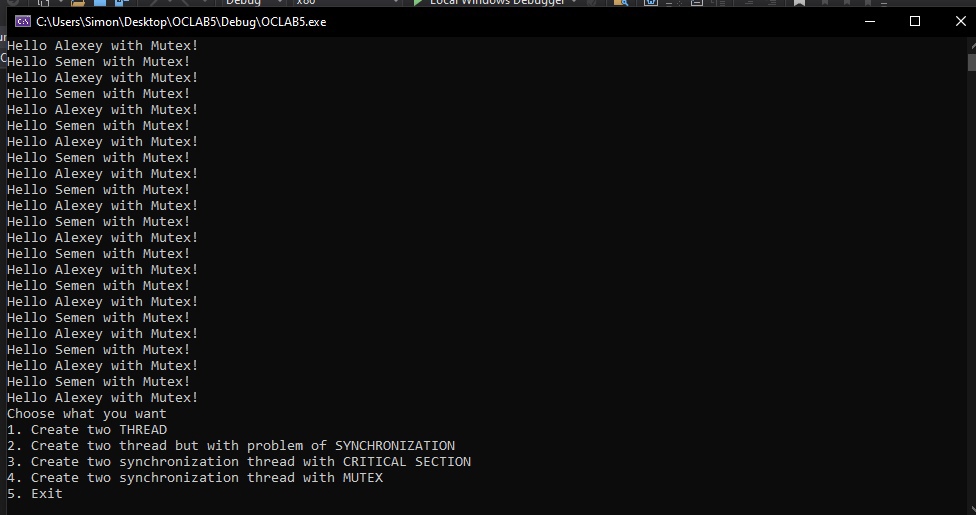 Debug
x86
Local Windows Debugger
C:\Users\Simon\Desktop\OCLAB5\Debug\OCLAB5.exe
Hello Alexey with Mutex!
Hello Semen with Mutex!
Hello Alexey with Mutex!
Hello Semen with Mutex!
Hello Alexey with Mutex!
Hello Semen with Mutex!
Hello Alexey with Mutex!
Hello Semen with Mutex!
Hello Alexey with Mutex!
Hello Semen with Mutex!
Hello Alexey with Mutex!
Hello Semen with Mutex!
Hello Alexey with Mutex!
Hello Semen with Mutex!
Hello Alexey with Mutex!
Hello Semen with Mutex!
Hello Alexey with Mutex!
Hello Semen with Mutex!
Hello Alexey with Mutex!
Hello Semen with Mutex!
Hello Alexey with Mutex!
Hello Semen with Mutex!
Hello Alexey with Mutex!
Choose what you want
1. Create two THREAD
2. Create two thread but with problem of SYNCHRONIZATION
3. Create two synchronization thread with CRITICAL SECTION
4. Create two synchronization thread with MUTEX
5. Exit